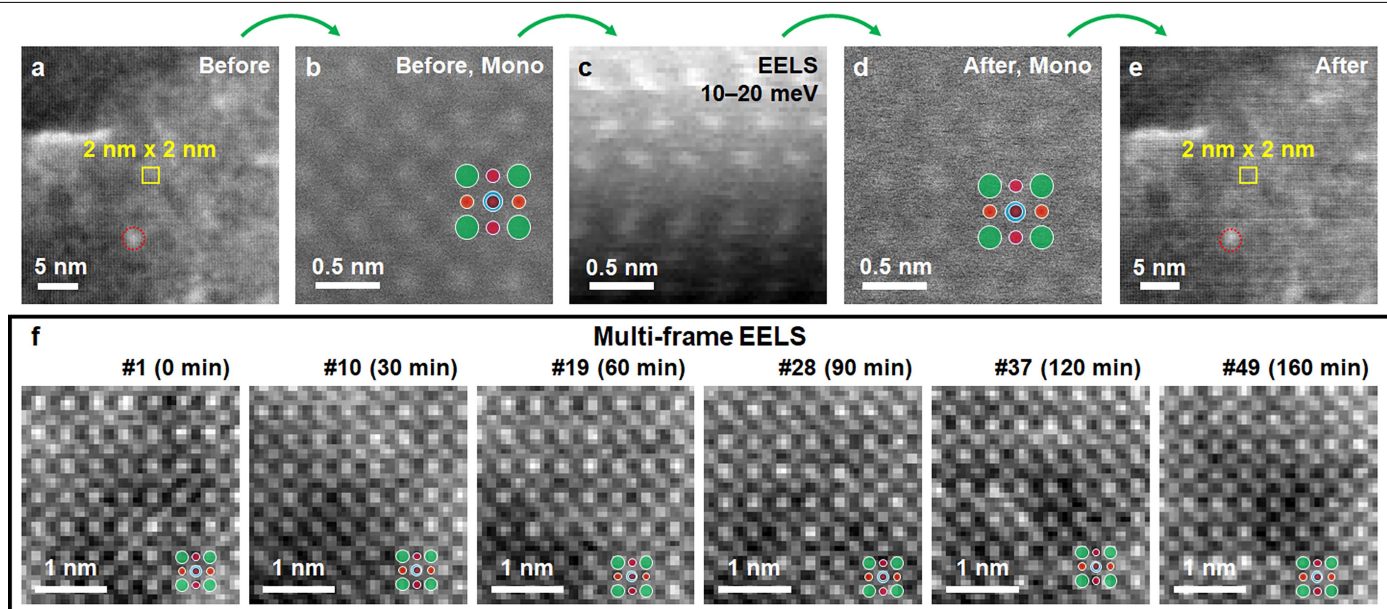 a
Before
2 nm x 2 nm
5 nm
b
Before, Mono
0.5 nm
c
EELS
10–20 meV
0.5 nm
d
After, Mono
0.5 nm
e
After
2 nm x 2 nm
5 nm
f
Multi-frame EELS
#1 (0 min)
#10 (30 min)
#19 (60 min)
#28 (90 min)
#37 (120 min)
#49 (160 min)
1 nm
1 nm
1 nm
1 nm
1 nm
1 nm